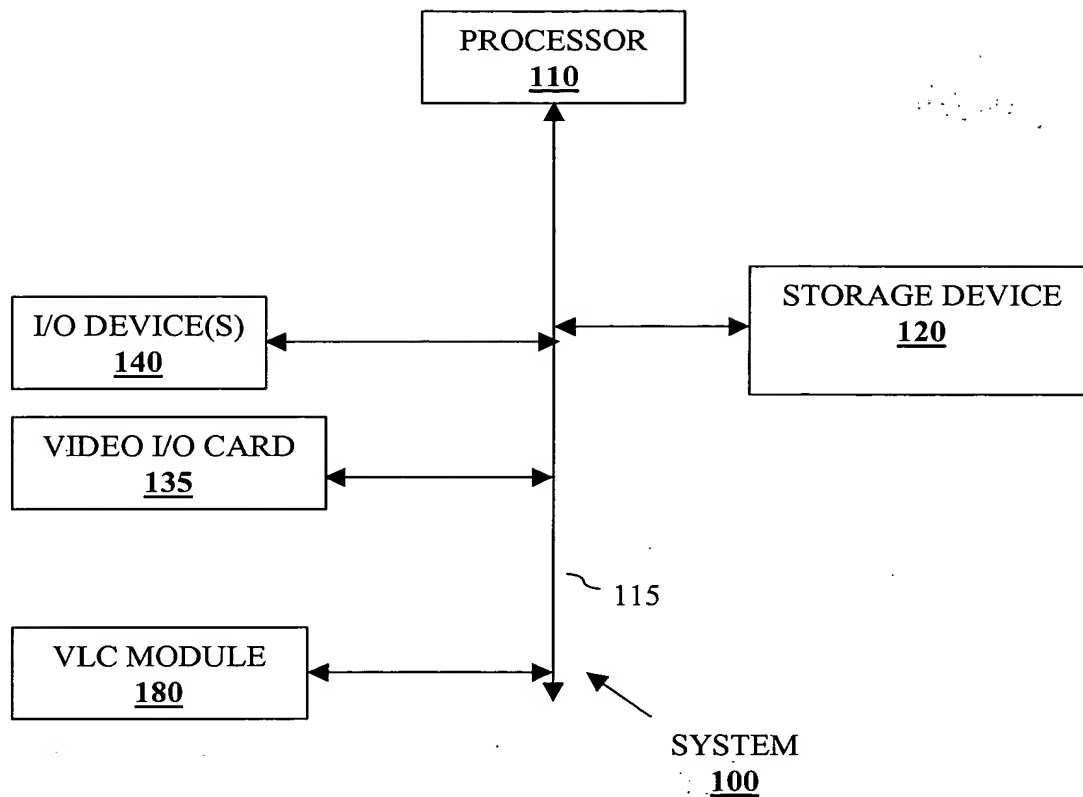 PROCESSOR
110
STORAGE DEVICE
120
I/O DEVICE(S)
140
VIDEO I/O CARD
135
115
VLC MODULE
180
SYSTEM
100